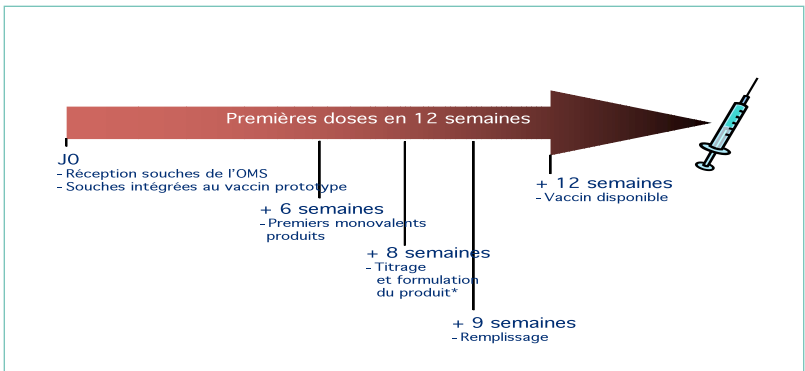 Premières doses en 12 semaines
J0
- Réception souches de l'OMS
- Souches intégrées au vaccin prototype
+ 6 semaines
- Premiers monovalents
produits
+ 8 semaines
- Titrage
et formulation
du produit*
+ 9 semaines
- Remplissage
+ 12 semaines
- Vaccin disponible